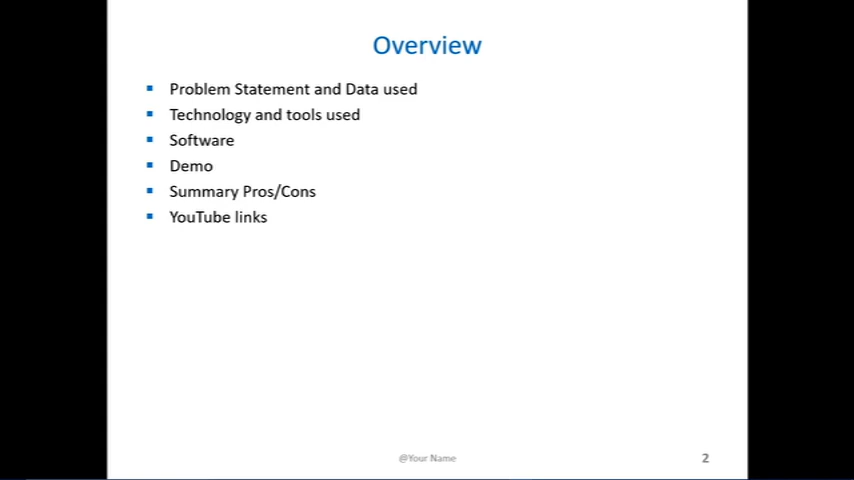 Overview
Problem Statement and Data used
Technology and tools used
Software
Demo
Summary Pros/Cons
YouTube links
@Your Name
2